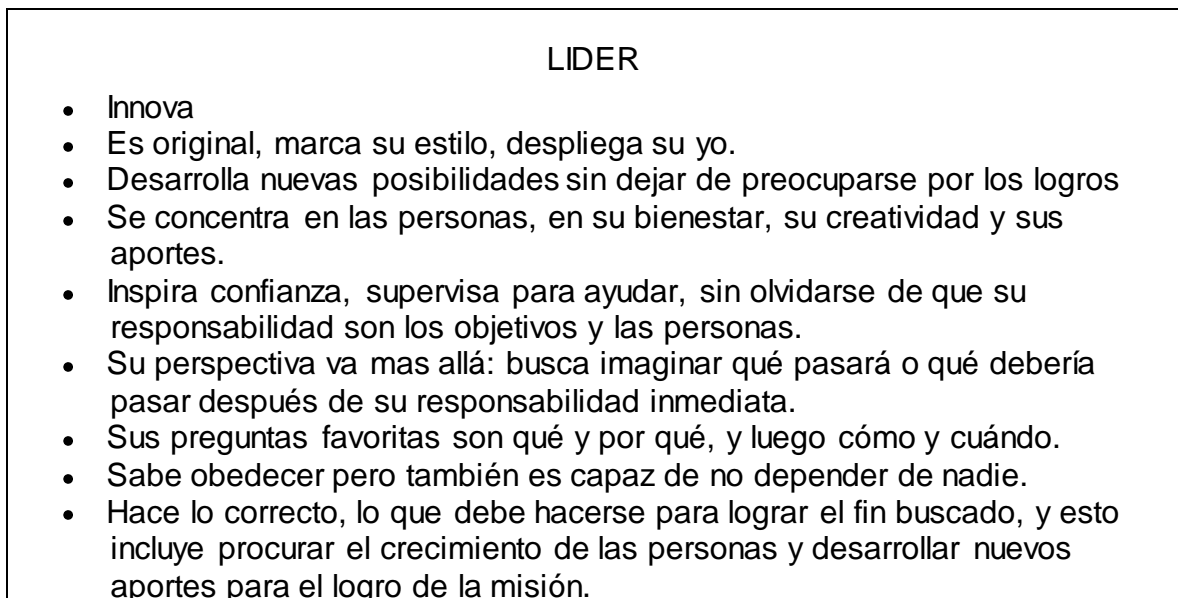 LIDER
• Innova
• Es original, marca su estilo, despliega su yo.
• Desarrolla nuevas posibilidades sin dejar de preocuparse por los logros
• Se concentra en las personas, en su bienestar, su creatividad y sus
aportes.
• Inspira confianza, supervisa para ayudar, sin olvidarse de que su
responsabilidad son los objetivos y las personas.
• Su perspectiva va mas allá: busca imaginar qué pasará o qué debería
pasar después de su responsabilidad inmediata.
• Sus preguntas favoritas son qué y por qué, y luego cómo y cuándo.
• Sabe obedecer pero también es capaz de no depender de nadie.
• Hace lo correcto, lo que debe hacerse para lograr el fin buscado, y esto
incluye procurar el crecimiento de las personas y desarrollar nuevos
aportes para el logro de la misión.